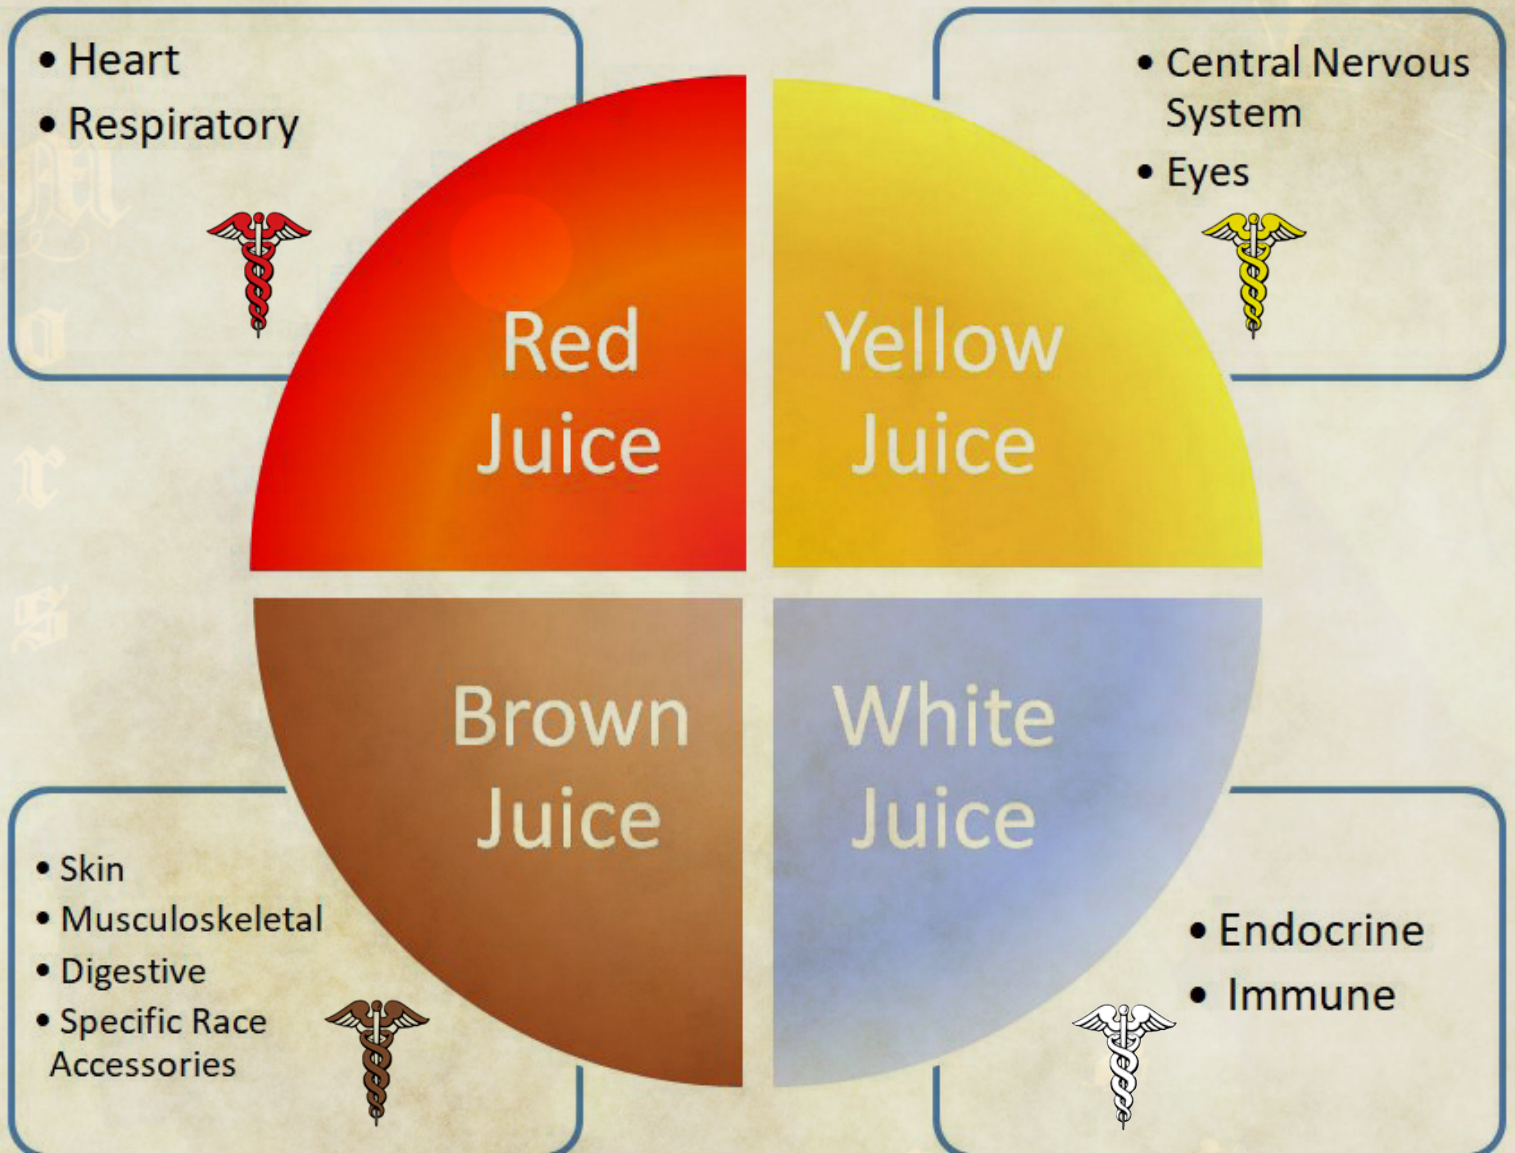 • Heart
• Respiratory
• Central Nervous
System
• Eyes
Red
Juice
Yellow
Juice
Brown
Juice
White
Juice
• Skin
• Musculoskeletal
• Digestive
• Specific Race
Accessories
• Endocrine
• Immune
M
a
r
s